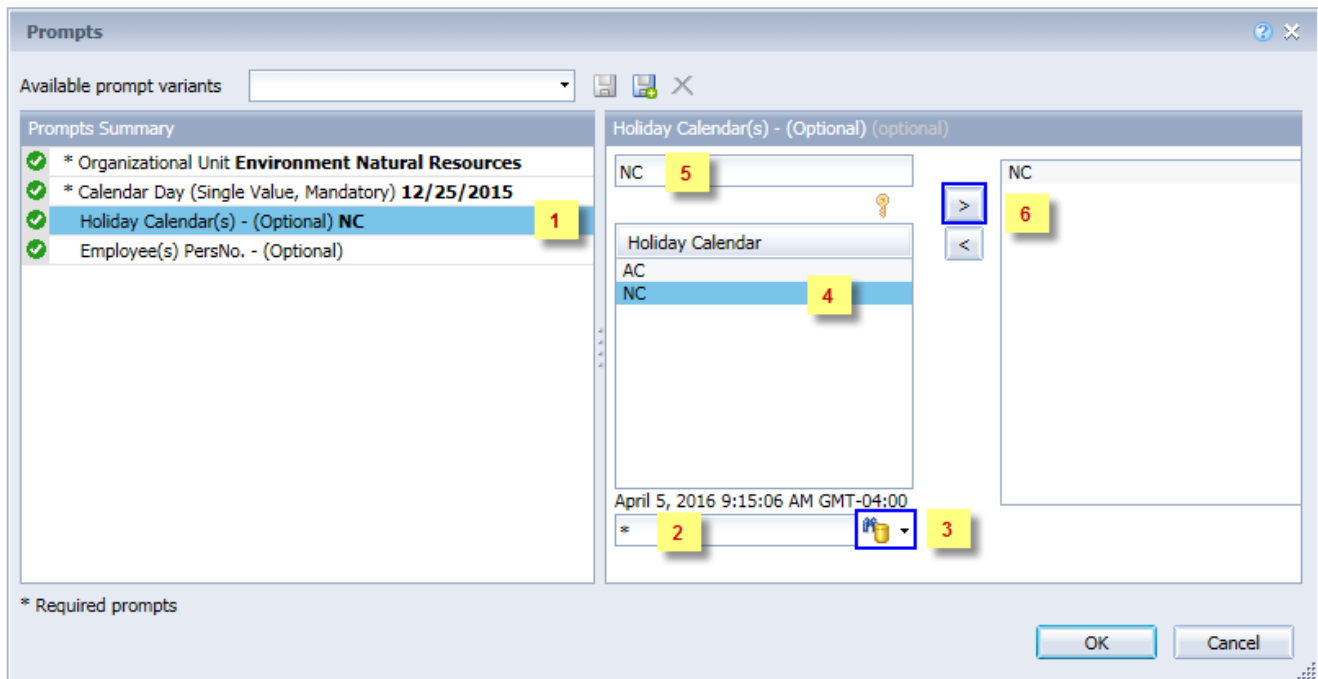 Prompts
Available prompt variants
Prompts Summary
* Organizational Unit Environment Natural Resources
* Calendar Day (Single Value, Mandatory) 12/25/2015
Holiday Calendar(s) - (Optional) NC 1
Employee(s) PersNo. - (Optional)
Holiday Calendar(s) - (Optional) (optional)
NC 5
Holiday Calendar
AC
NC 4
April 5, 2016 9:15:06 AM GMT-04:00
* 2
3
>
<
NC
6
* Required prompts
OK Cancel